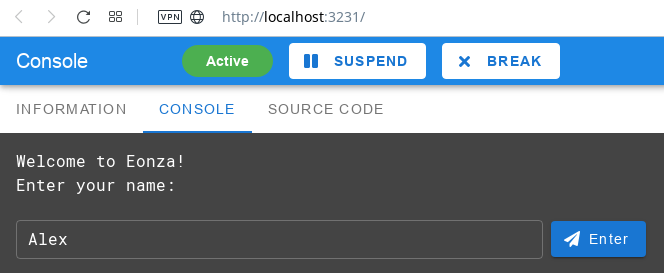 VPN http://localhost:3231/
Console Active SUSPEND BREAK
INFORMATION CONSOLE SOURCE CODE
Welcome to Eonza!
Enter your name:
Alex Enter